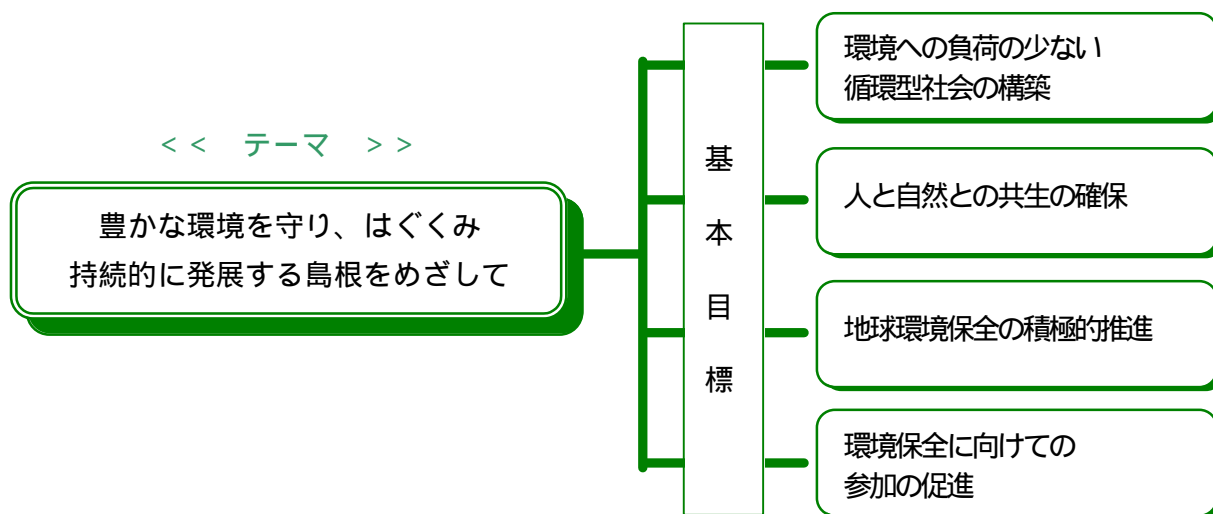 << テーマ >>
豊かな環境を守り、はぐくみ
持続的に発展する島根をめざして
基本目標
環境への負荷の少ない
循環型社会の構築
人と自然との共生の確保
地球環境保全の積極的推進
環境保全に向けての
参加の促進